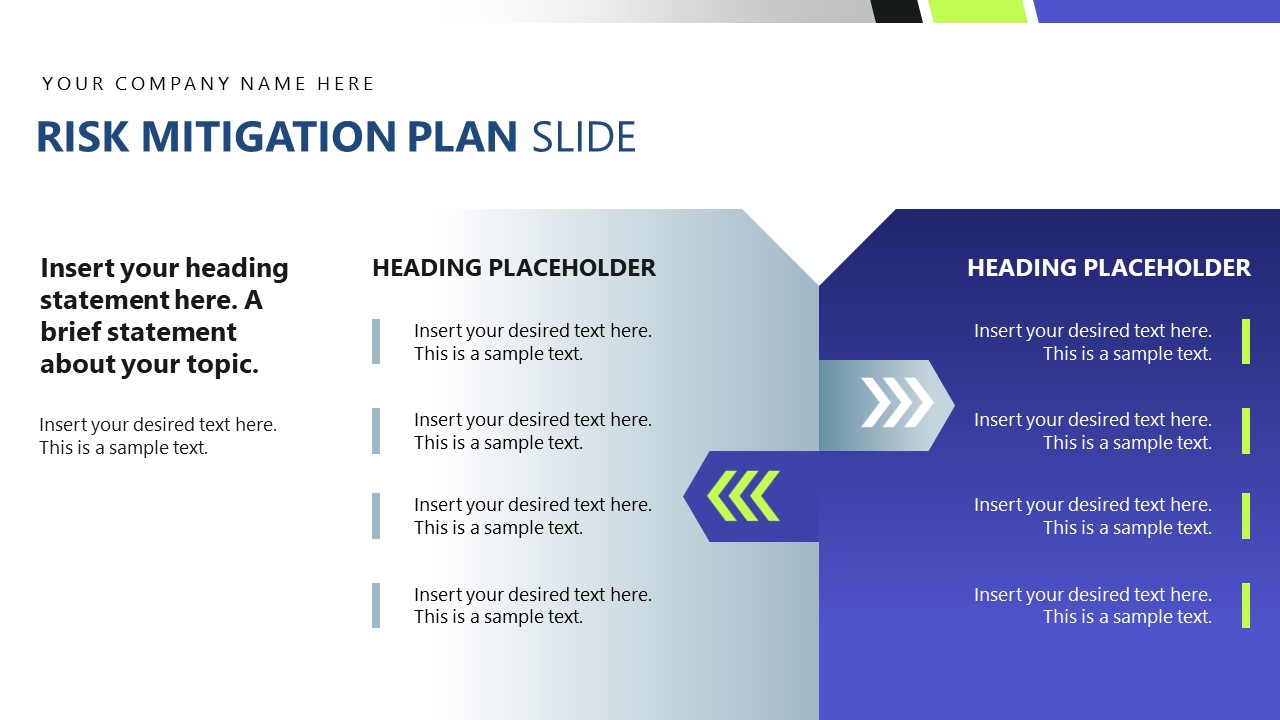 YOUR COMPANY NAME HERE
RISK MITIGATION PLAN SLIDE
Insert your heading
statement here. A
brief statement
about your topic.
Insert your desired text here.
This is a sample text.
HEADING PLACEHOLDER
Insert your desired text here.
This is a sample text.
Insert your desired text here.
This is a sample text.
Insert your desired text here.
This is a sample text.
Insert your desired text here.
This is a sample text.
HEADING PLACEHOLDER
Insert your desired text here.
This is a sample text.
Insert your desired text here.
This is a sample text.
Insert your desired text here.
This is a sample text.
Insert your desired text here.
This is a sample text.